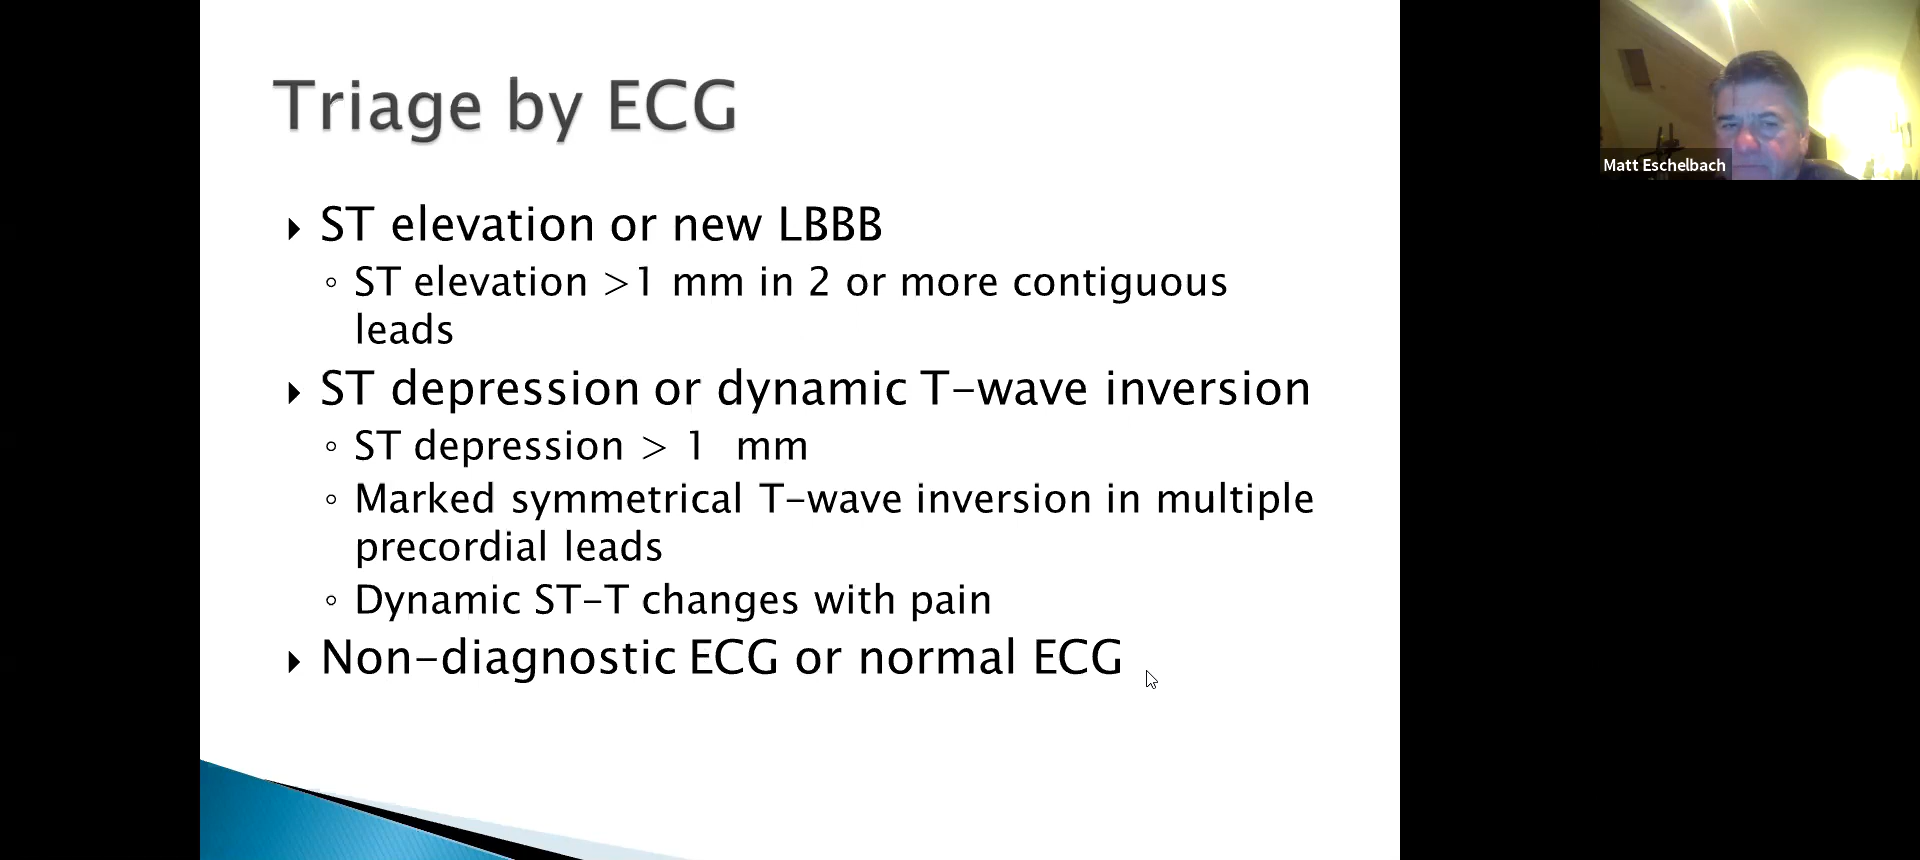 Triage by ECG
ST elevation or new LBBB
ST elevation >1 mm in 2 or more contiguous
leads
ST depression or dynamic T-wave inversion
ST depression > 1 mm
Marked symmetrical T-wave inversion in multiple
precordial leads
Dynamic ST-T changes with pain
Non-diagnostic ECG or normal ECG
Matt Eschelbach